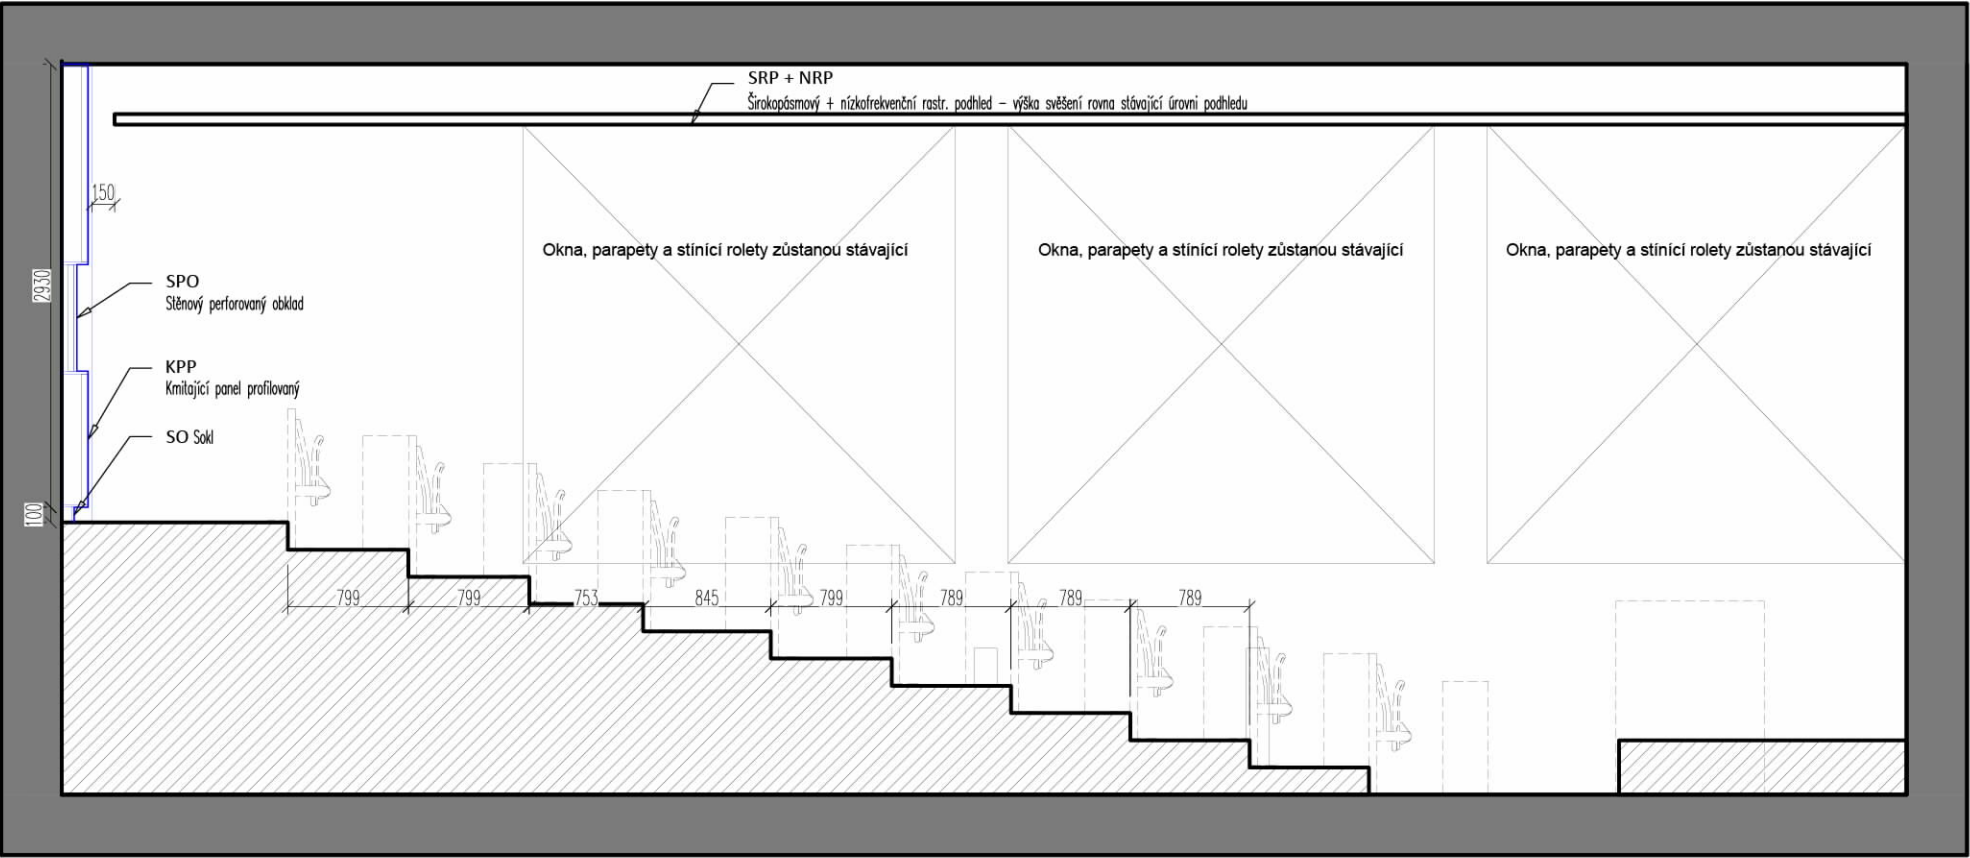 SRP + NRP
Širokopásmový + nízkofrekvenční rastr. podhled – výška svěšení rovna stávající úrovni podhledu
150
Okna, parapety a stínící rolety zůstanou stávající
Okna, parapety a stínící rolety zůstanou stávající
Okna, parapety a stínící rolety zůstanou stávající
2930
SPO
Stěnový perforovaný obklad
KPP
Kmitající panel profilovaný
SO Sokl
100
799
799
753
845
799
789
789
789